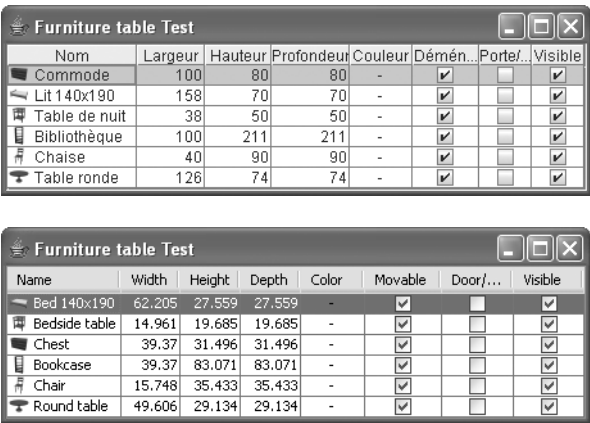 Furniture table Test
Nom Largeur Hauteur Profondeur Couleur Démén... Porte/... Visible
Commode 100 80 80 -
Lit 140x190 158 70 70 -
Table de nuit 38 50 50 -
Bibliothèque 100 211 211 -
Chaise 40 90 90 -
Table ronde 126 74 74 -
Furniture table Test
Name Width Height Depth Color Movable Door/... Visible
Bed 140x190 62.205 27.559 27.559 -
Bedside table 14.961 19.685 19.685 -
Chest 39.37 31.496 31.496 -
Bookcase 39.37 83.071 83.071 -
Chair 15.748 35.433 35.433 -
Round table 49.606 29.134 29.134 -